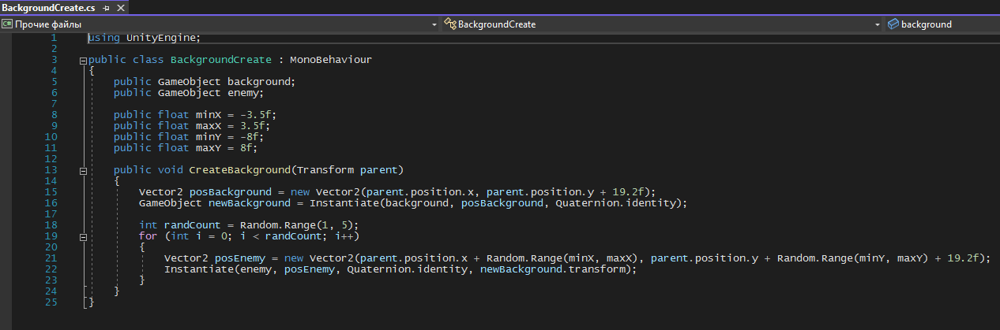 BackgroundCreate.cs
C# Прочие файлы BackgroundCreate background
1 using UnityEngine;
2
3 public class BackgroundCreate : MonoBehaviour
4 {
5 public GameObject background;
6 public GameObject enemy;
7
8 public float minX = -3.5f;
9 public float maxX = 3.5f;
10 public float minY = -8f;
11 public float maxY = 8f;
12
13 public void CreateBackground(Transform parent)
14 {
15 Vector2 posBackground = new Vector2(parent.position.x, parent.position.y + 19.2f);
16 GameObject newBackground = Instantiate(background, posBackground, Quaternion.identity);
17
18 int randCount = Random.Range(1, 5);
19 for (int i = 0; i < randCount; i++)
20 {
21 Vector2 posEnemy = new Vector2(parent.position.x + Random.Range(minX, maxX), parent.position.y + Random.Range(minY, maxY) + 19.2f);
22 Instantiate(enemy, posEnemy, Quaternion.identity, newBackground.transform);
23 }
24 }
25 }